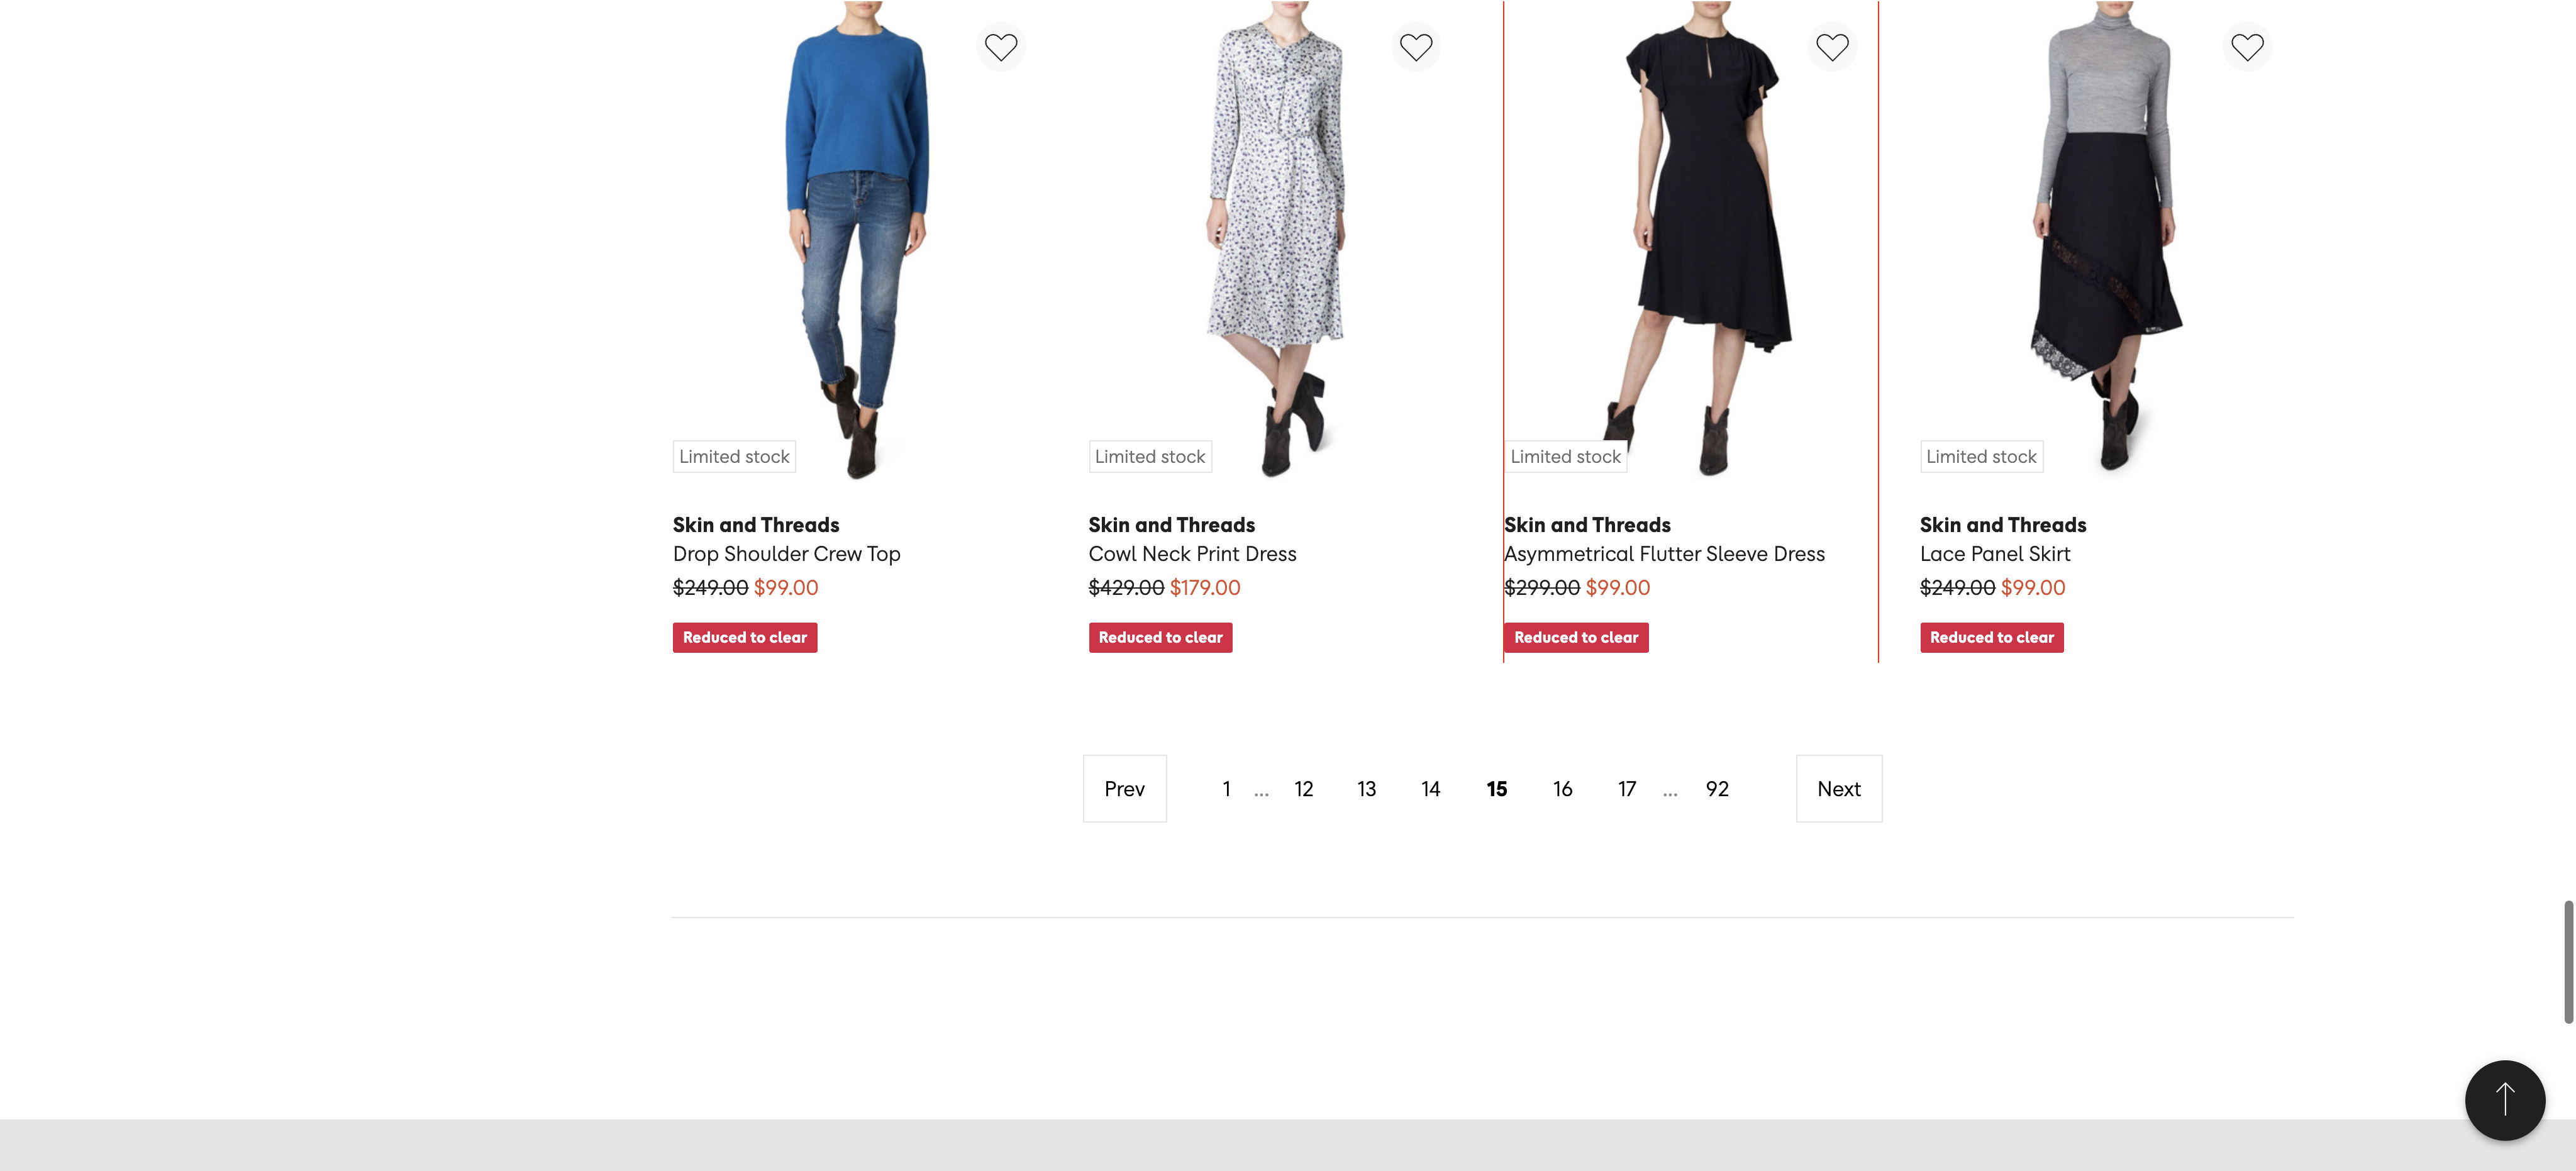 Limited stock
Skin and Threads
Drop Shoulder Crew Top
$249.00 $99.00
Reduced to clear
Limited stock
Skin and Threads
Cowl Neck Print Dress
$429.00 $179.00
Reduced to clear
Limited stock
Skin and Threads
Asymmetrical Flutter Sleeve Dress
$299.00 $99.00
Reduced to clear
Limited stock
Skin and Threads
Lace Panel Skirt
$249.00 $99.00
Reduced to clear
Prev 1 ... 12 13 14 15 16 17 ... 92 Next